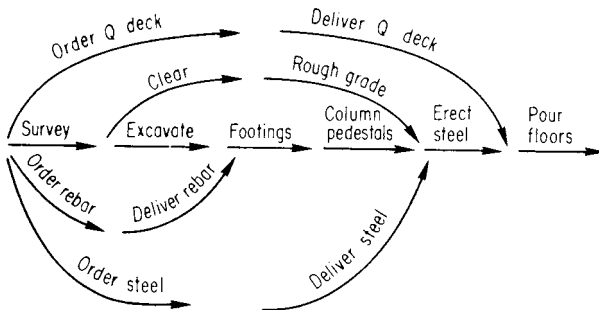 Order Q deck
Deliver Q deck
Clear
Rough grade
Survey
Excavate
Footings
Column
pedestals
Erect
steel
Pour
floors
Order rebar
Deliver rebar
Order steel
Deliver steel